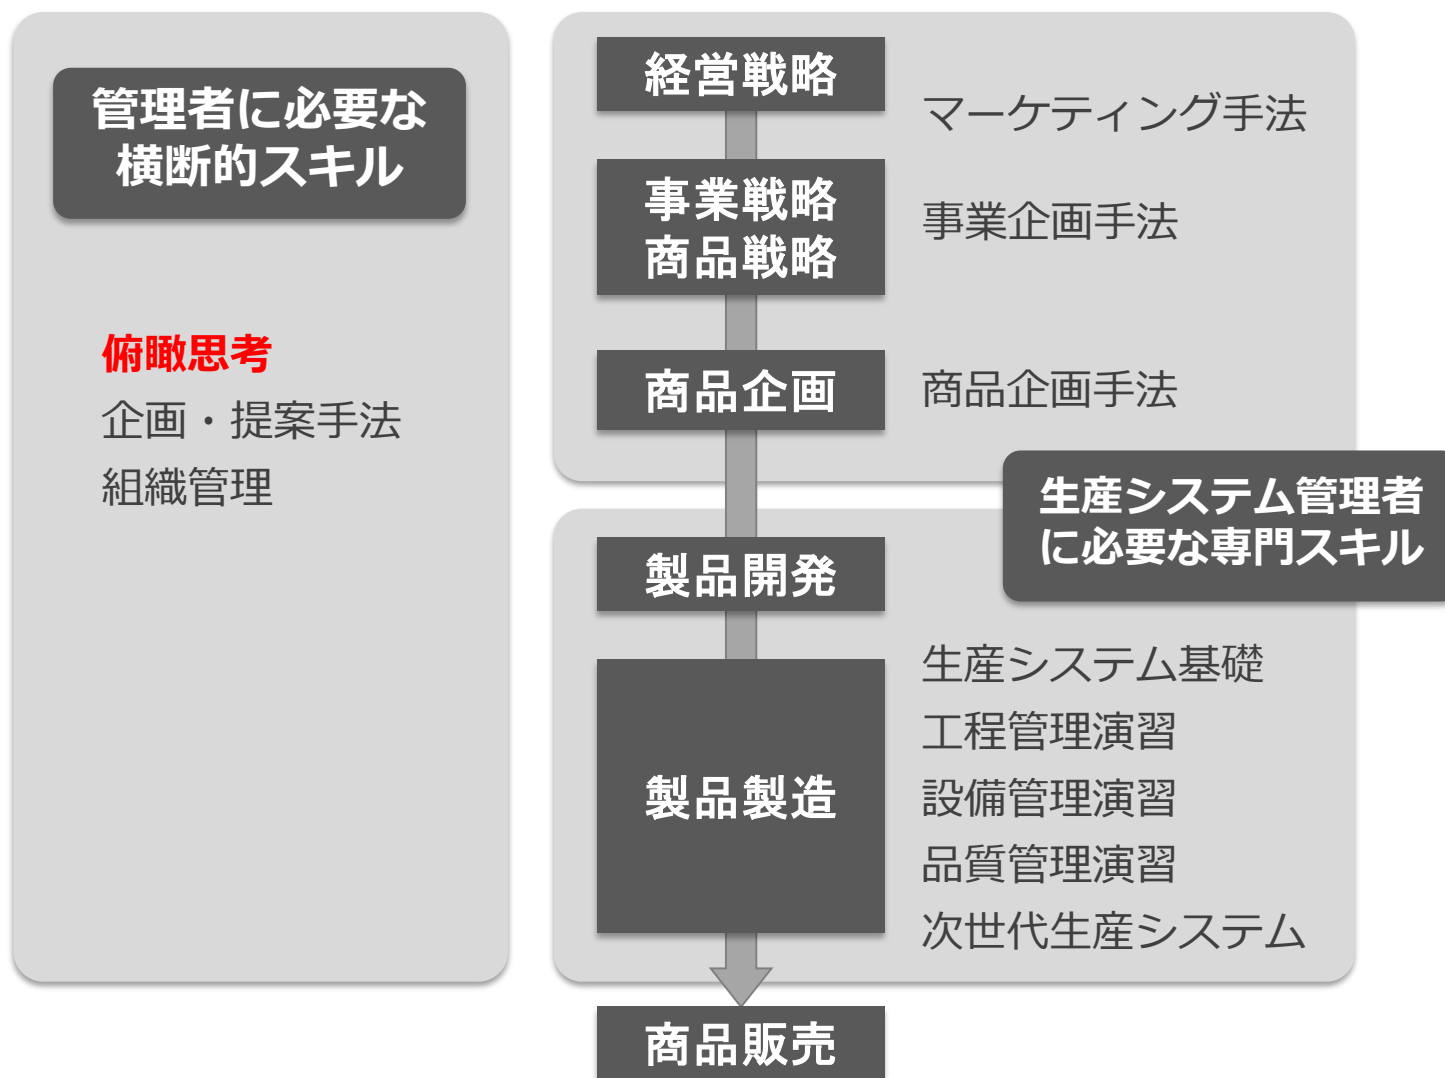 管理者に必要な
横断的スキル
俯瞰思考
企画・提案手法
組織管理
経営戦略
マーケティング手法
事業戦略
商品戦略
事業企画手法
商品企画
商品企画手法
生産システム管理者
に必要な専門スキル
製品開発
製品製造
生産システム基礎
工程管理演習
設備管理演習
品質管理演習
次世代生産システム
商品販売